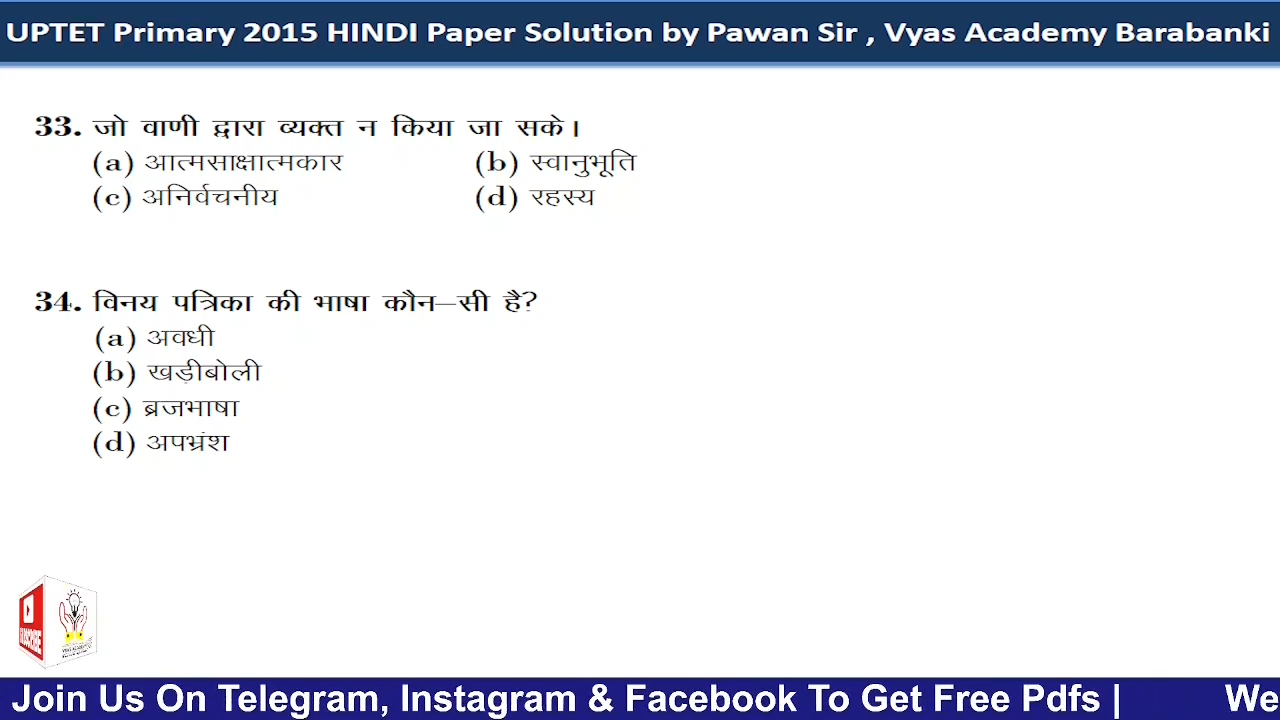 UPTET Primary 2015 HINDI Paper Solution by Pawan Sir , Vyas Academy Barabanki
33. जो वाणी द्वारा व्यक्त न किया जा सके।
(a) आत्मसाक्षात्मकार (b) स्वानुभूति
(c) अनिर्वचनीय (d) रहस्य
34. विनय पत्रिका की भाषा कौन–सी है?
(a) अवधी
(b) खड़ीबोली
(c) ब्रजभाषा
(d) अपभ्रंश
SUBSCRIBE
Join Us On Telegram, Instagram & Facebook To Get Free Pdfs | We